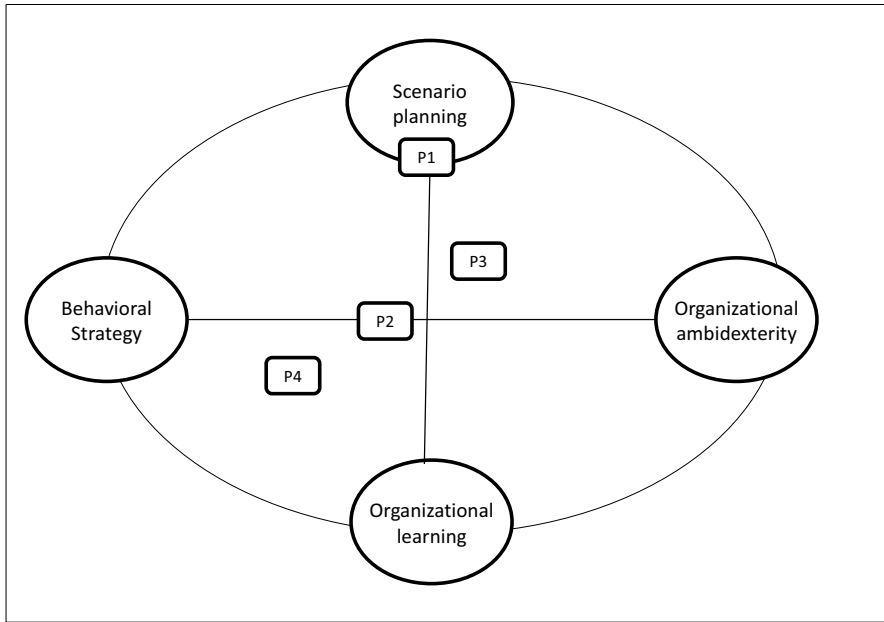 Scenario
planning
P1
P3
Behavioral
Strategy
P2
Organizational
ambidexterity
P4
Organizational
learning